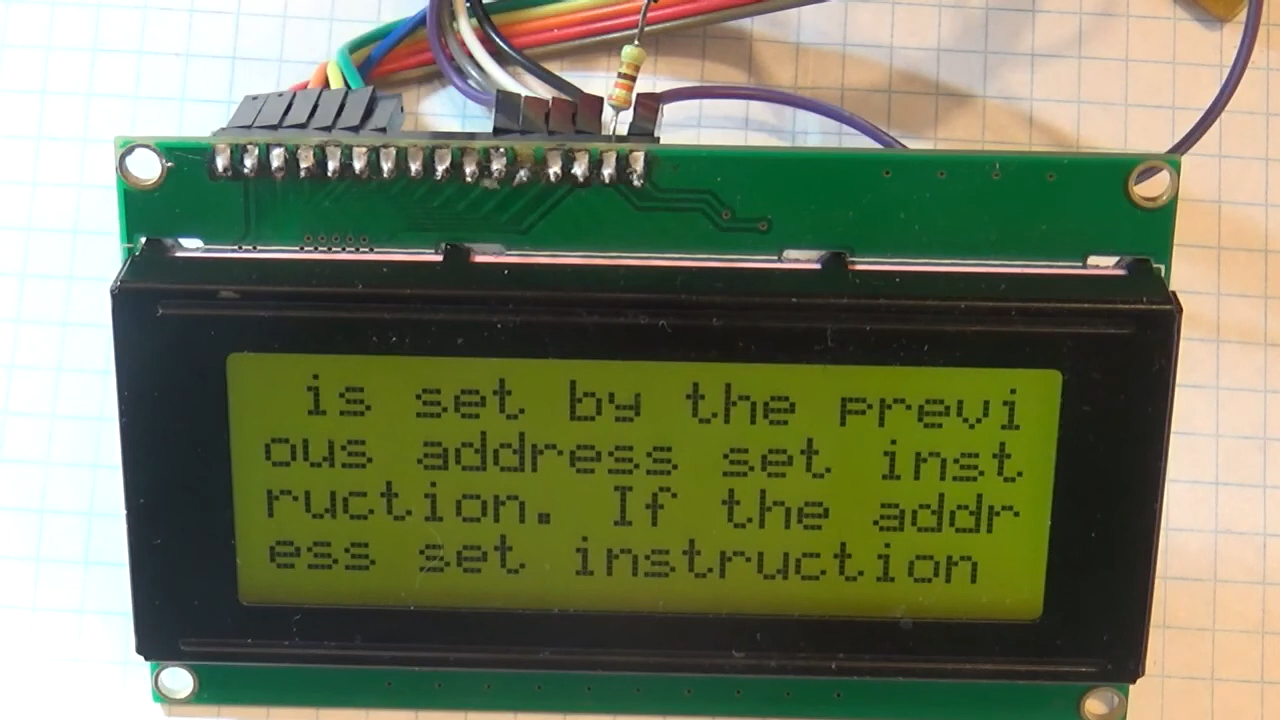 is set by the previ
ous address set inst
ruction. If the addr
ess set instruction